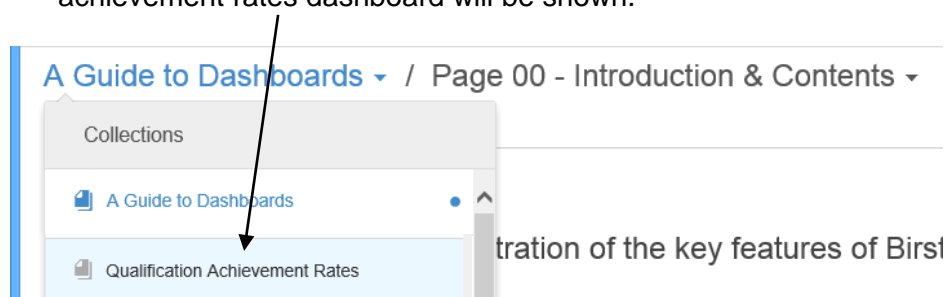 achievement rates dashboard will be shown.
A Guide to Dashboards / Page 00 - Introduction & Contents
Collections
A Guide to Dashboards
tration of the key features of Birst
Qualification Achievement Rates